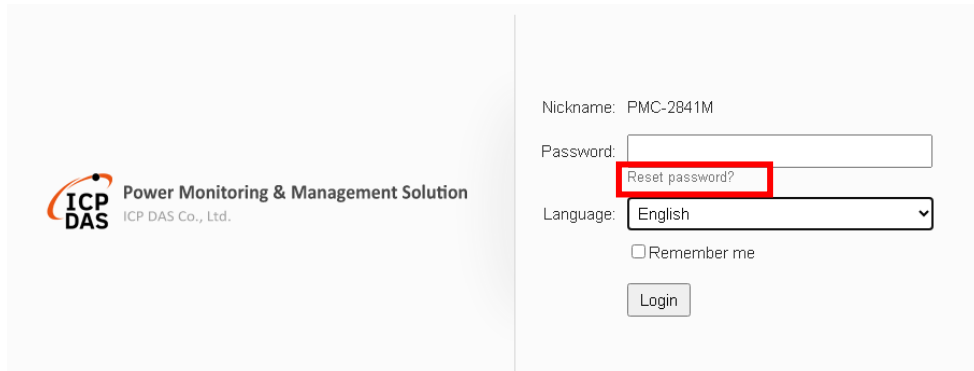 ICP
DAS
Power Monitoring & Management Solution
ICP DAS Co., Ltd.
Nickname: PMC-2841M
Password:
Reset password?
Language: English
Remember me
Login